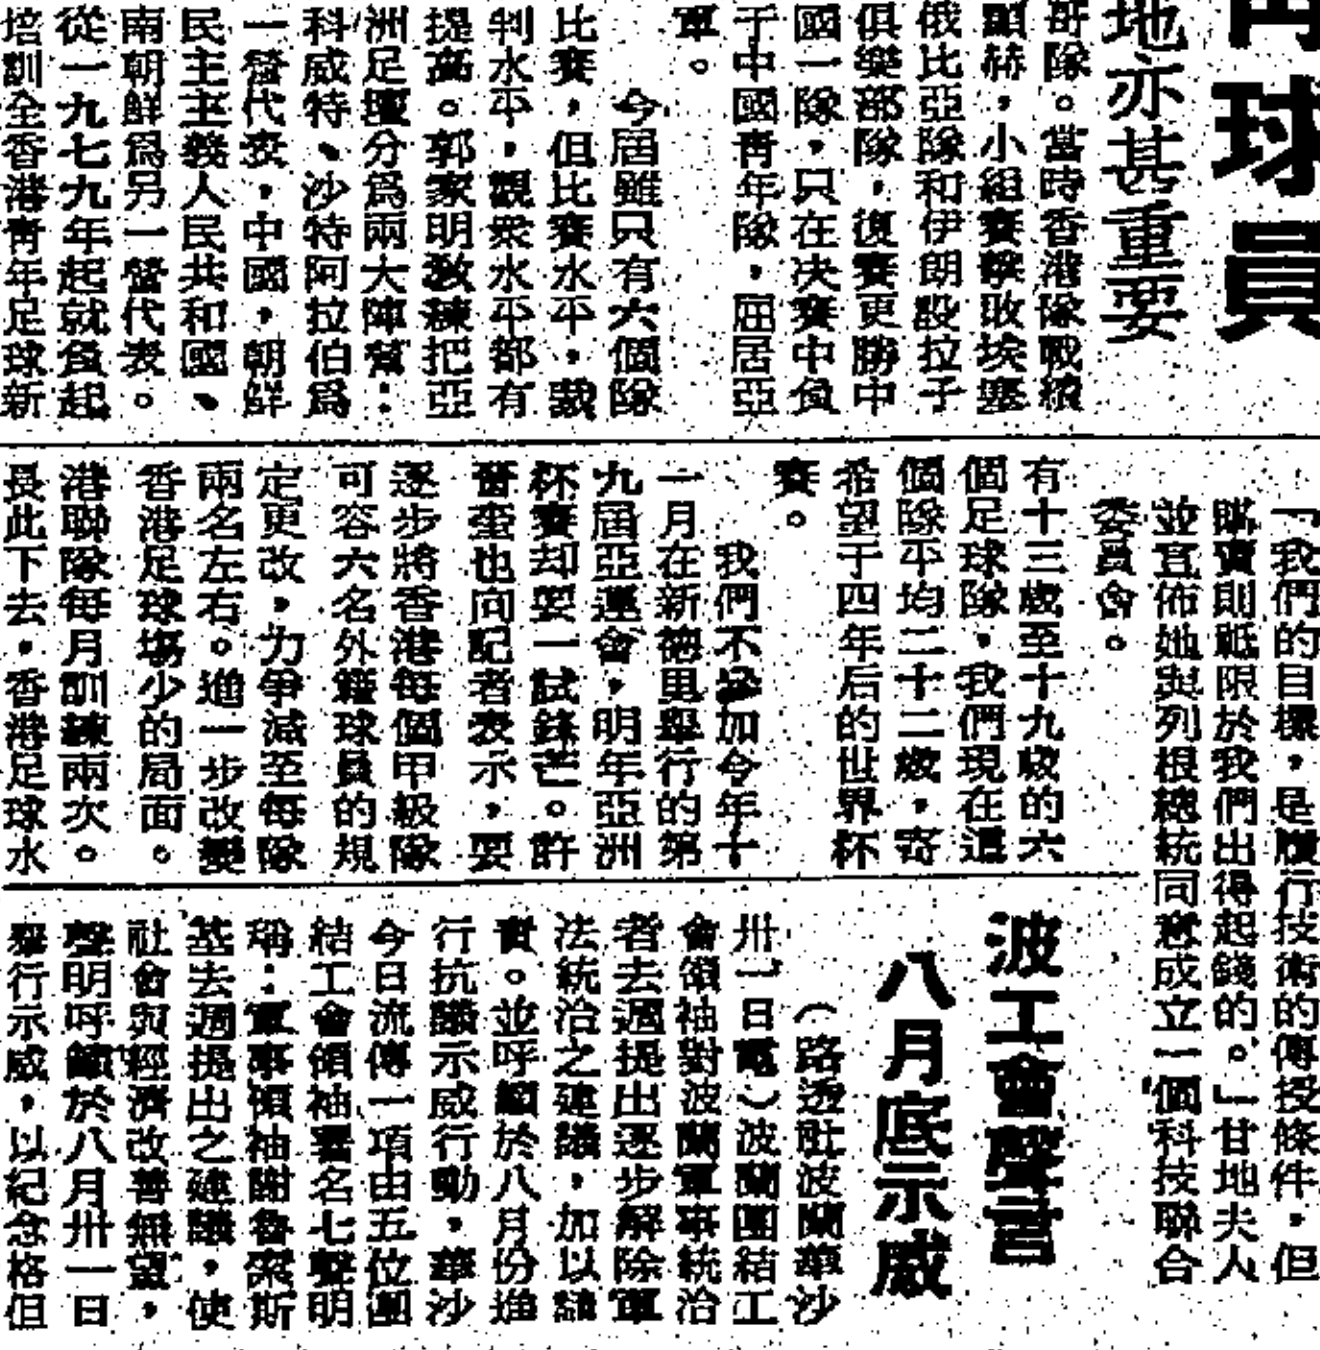 球員
地亦甚重要
哥隊。當時香港隊戰績
顯赫，小組賽擊敗埃塞
俄比亞隊和伊朗設拉子
俱樂部隊，復賽更勝中
國一隊，只在决賽中負
于中國青年隊，屈居亞
軍。
今屆雖只有六個隊
比賽，但比賽水平，裁
判水平，觀衆水平都有
提高。郭家明教練把亞
洲足壇分爲兩大陣營：
科威特、沙特阿拉伯爲
一營代表，中國，朝鮮
民主主義人民共和國、
南朝鮮爲另一營代表。
從一九七九年起就負起
培訓全香港青年足球新
有十三歲至十九歲的六
個足球隊，我們現在這
個隊平均二十二歲，寄
希望于四年后的世界杯
賽。
我們不參加今年十
一月在新德里舉行的第
九屆亞運會，明年亞洲
杯賽却要一試鋒芒。許
晉奎也向記者表示，要
逐步將香港每個甲級隊
可容六名外籍球員的規
定更改，力爭減至每隊
兩名左右。進一步改變
香港足球塲少的局面。
港聯隊每月訓練兩次。
長此下去，香港足球水
「我們的目標，是履行技術的傳授條件，但
賦實則祗限於我們出得起錢的。」甘地夫人
並宣佈她與列根總統同意成立一個科技聯合
委員會。
波工會聲言
八月底示威
（路透社波蘭華沙
卅一日電）波蘭團結工
會領袖對波蘭軍事統治
者去週提出逐步解除軍
法統治之建議，加以譴
責。並呼籲於八月份進
行抗議示威行動，華沙
今日流傳一項由五位團
結工會領袖署名七聲明
稱：軍事領袖謝魯索斯
基去週提出之建議，使
社會與經濟改善無望，
聲明呼籲於八月卅一日
舉行示威，以紀念格但